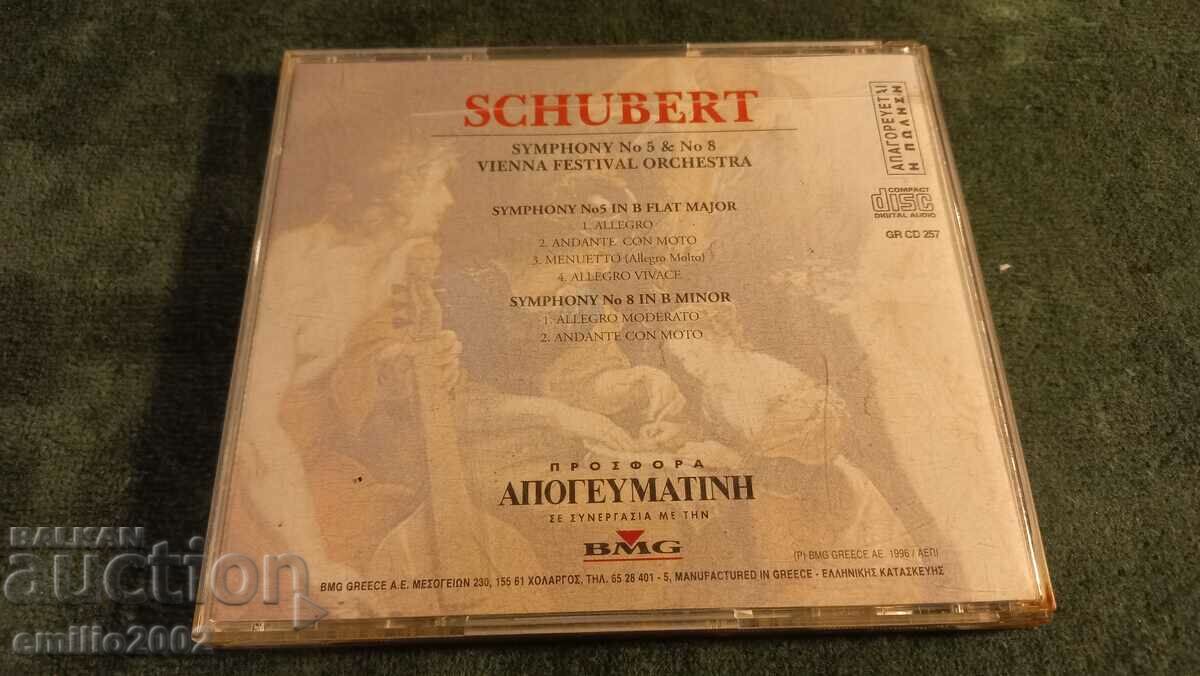 SCHUBERT
SYMPHONY No 5 & No 8
VIENNA FESTIVAL ORCHESTRA
SYMPHONY No5 IN B FLAT MAJOR
1. ALLEGRO
2. ANDANTE CON MOTO
3. MENUETTO (Allegro Molto)
4. ALLEGRO VIVACE
SYMPHONY No 8 IN B MINOR
1. ALLEGRO MODERATO
2. ANDANTE CON MOTO
ΑΠΑΓΟΡΕΥΕΤΑΙ
Η ΠΩΛΗΣΗ
COMPACT
disc
DIGITAL AUDIO
GR CD 257
ΠΡΟΣΦΟΡΑ
ΑΠΟΓΕΥΜΑΤΙΝΗ
ΣΕ ΣΥΝΕΡΓΑΣΙΑ ΜΕ ΤΗΝ
BMG
(P) BMG GREECE AE. 1996 / ΑΕΠΙ
BMG GREECE Α.Ε. ΜΕΣΟΓΕΙΩΝ 230, 155 61 ΧΟΛΑΡΓΟΣ, ΤΗΛ. 65 28 401 - 5, MANUFACTURED IN GREECE - ΕΛΛΗΝΙΚΗΣ ΚΑΤΑΣΚΕΥΗΣ
BALKAN
auction
emilio2002